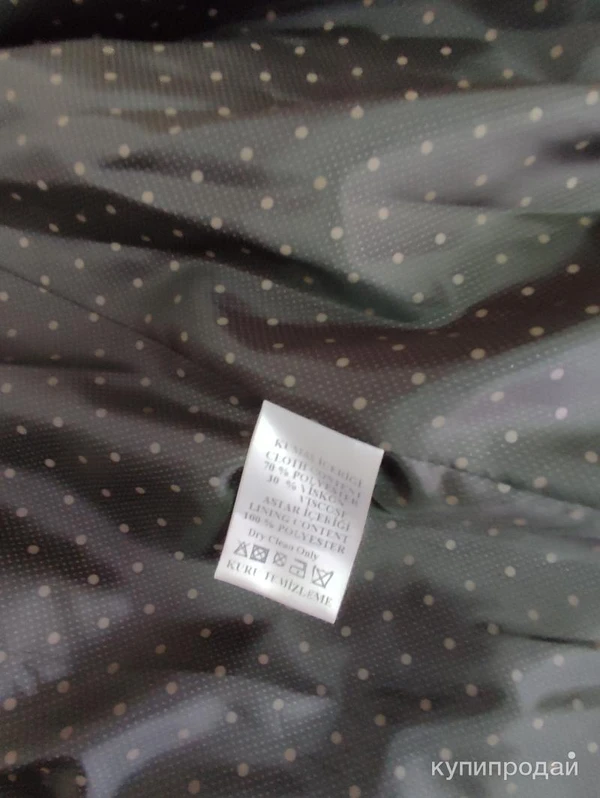 KUMAŞ İÇERİĞİ
CLOTH CONTENT
70 % POLYESTER
30 % VİSKON
VISCOSE
ASTAR İÇERİĞİ
LINING CONTENT
100 % POLYESTER
Dry Clean Only
KURU TEMİZLEME
купипродай